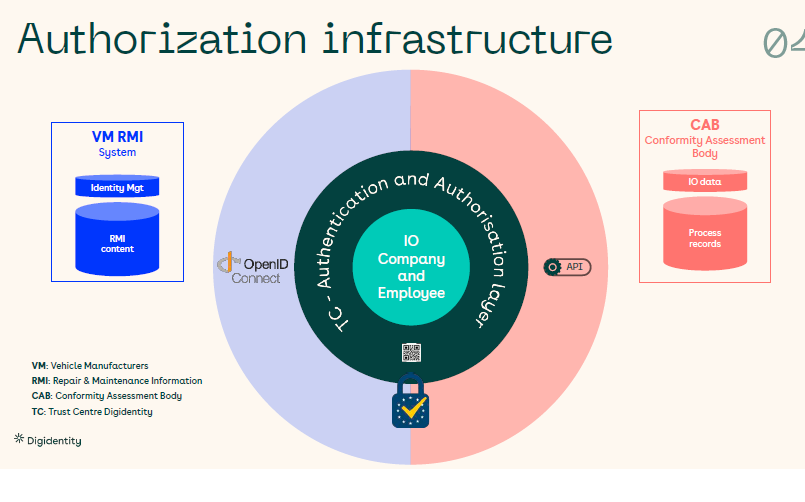 Authorization infrastructure
04
VM RMI
System
Identity Mgt
RMI
content
CAB
Conformity Assessment
Body
IO data
Process
records
TC - Authentication and Authorisation layer
IO
Company
and
Employee
OpenID
Connect
API
VM: Vehicle Manufacturers
RMI: Repair & Maintenance Information
CAB: Conformity Assessment Body
TC: Trust Centre Digidentity
Digidentity